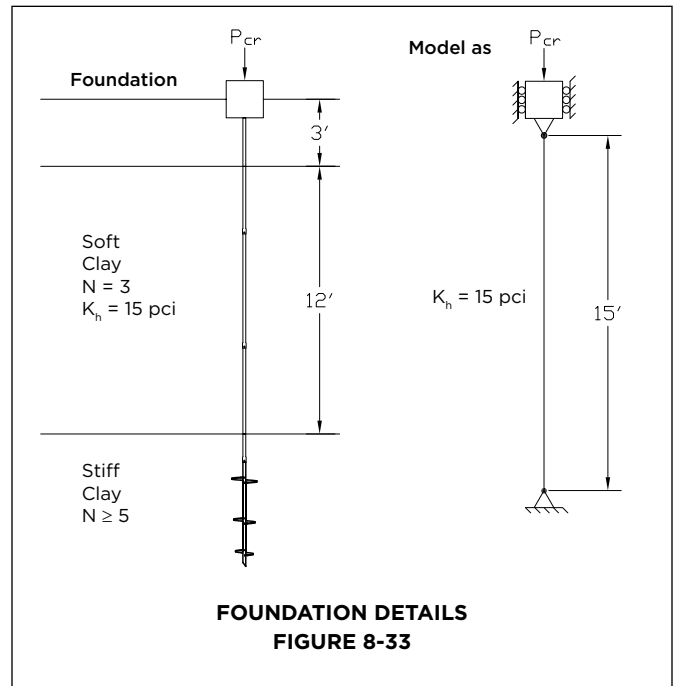 Pcr
Foundation
3'
Soft
Clay
N = 3
Kh = 15 pci
12'
Stiff
Clay
N ≥ 5
Model as
Pcr
Kh = 15 pci
15'
FOUNDATION DETAILS
FIGURE 8-33